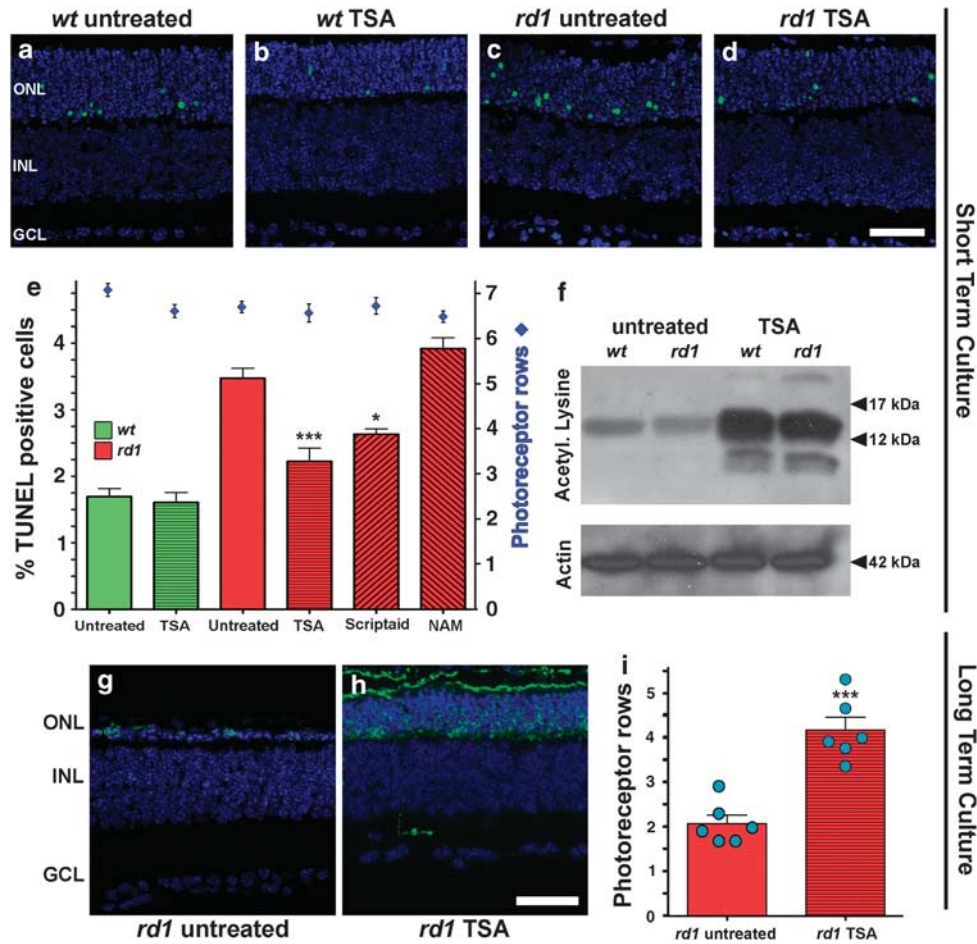 wt untreated
wt TSA
rd1 untreated
rd1 TSA
a
b
c
d
ONL
INL
GCL
Short Term Culture
e
% TUNEL positive cells
4
3
2
1
0
wt
rd1
***
*
7
6
5
4
3
2
1
0
Photoreceptor rows
Untreated
TSA
Untreated
TSA
Scriptaid
NAM
f
untreated
TSA
wt
rd1
wt
rd1
Acetyl. Lysine
17 kDa
12 kDa
Actin
42 kDa
g
h
ONL
INL
GCL
rd1 untreated
rd1 TSA
i
Photoreceptor rows
5
4
3
2
1
0
***
rd1 untreated
rd1 TSA
Long Term Culture